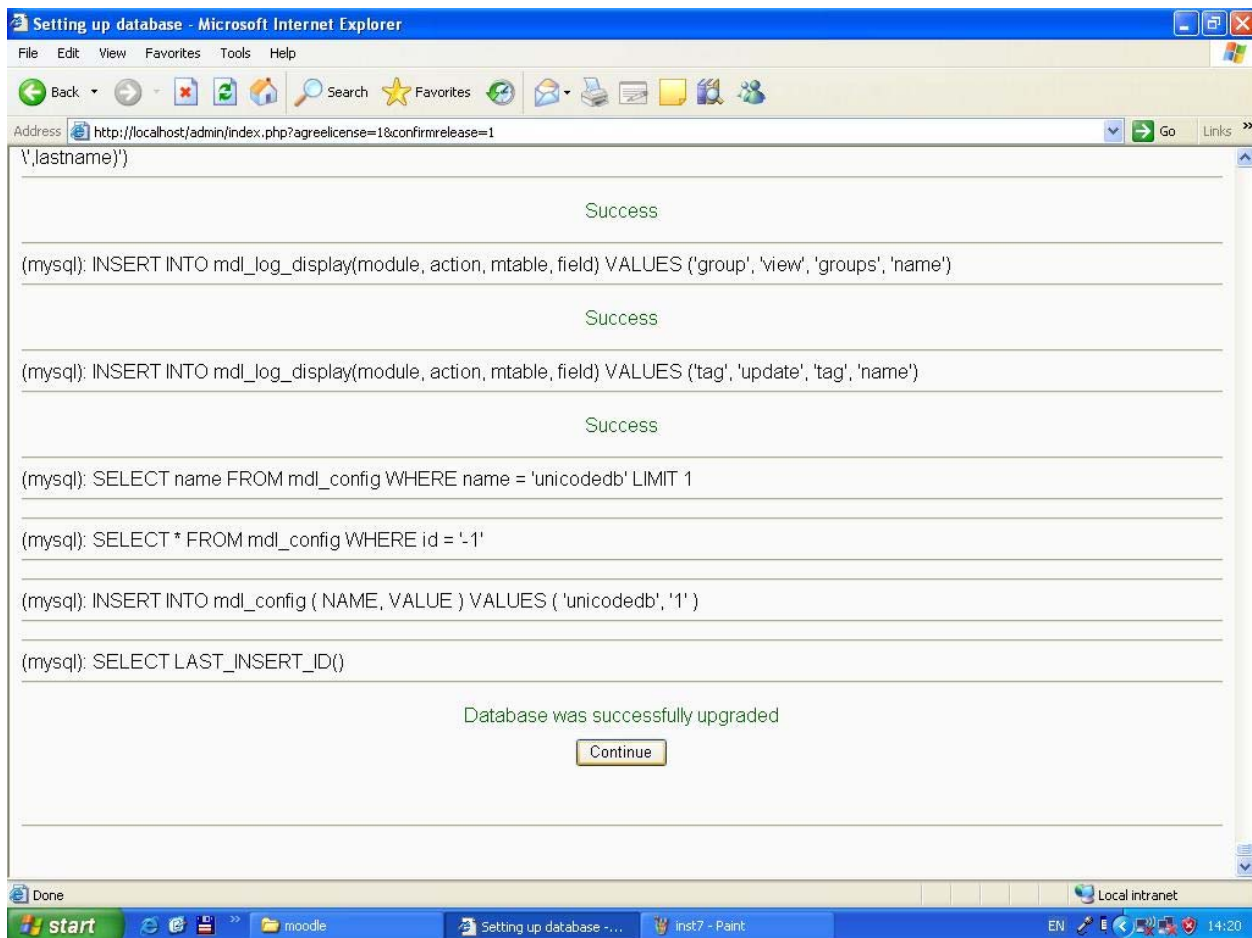 Setting up database - Microsoft Internet Explorer
File Edit View Favorites Tools Help
Back Search Favorites
Address http://localhost/admin/index.php?agreelicense=1&confirmrelease=1 Go Links »
\',lastname)')
Success
(mysql): INSERT INTO mdl_log_display(module, action, mtable, field) VALUES ('group', 'view', 'groups', 'name')
Success
(mysql): INSERT INTO mdl_log_display(module, action, mtable, field) VALUES ('tag', 'update', 'tag', 'name')
Success
(mysql): SELECT name FROM mdl_config WHERE name = 'unicodedb' LIMIT 1
(mysql): SELECT * FROM mdl_config WHERE id = '-1'
(mysql): INSERT INTO mdl_config ( NAME, VALUE ) VALUES ( 'unicodedb', '1' )
(mysql): SELECT LAST_INSERT_ID()
Database was successfully upgraded
Continue
Done Local intranet
start » moodle Setting up database -... inst7 - Paint EN 14:20